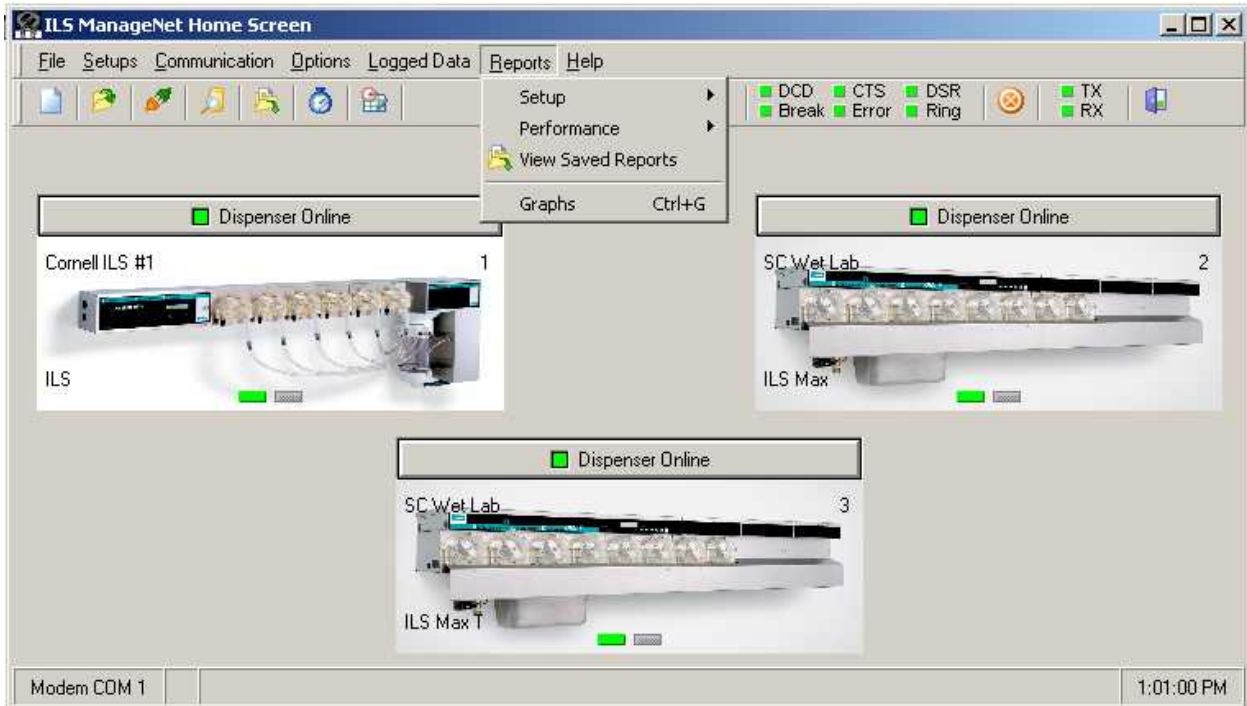 ILS ManageNet Home Screen
File Setups Communication Options Logged Data Reports Help
Setup
Performance
View Saved Reports
Graphs Ctrl+G
DCD CTS DSR
Break Error Ring
TX
RX
Dispenser Online
Cornell ILS #1 1
ILS
Dispenser Online
SC Wet Lab 2
ILS Max
Dispenser Online
SC Wet Lab 3
ILS Max T
Modem COM 1 1:01:00 PM